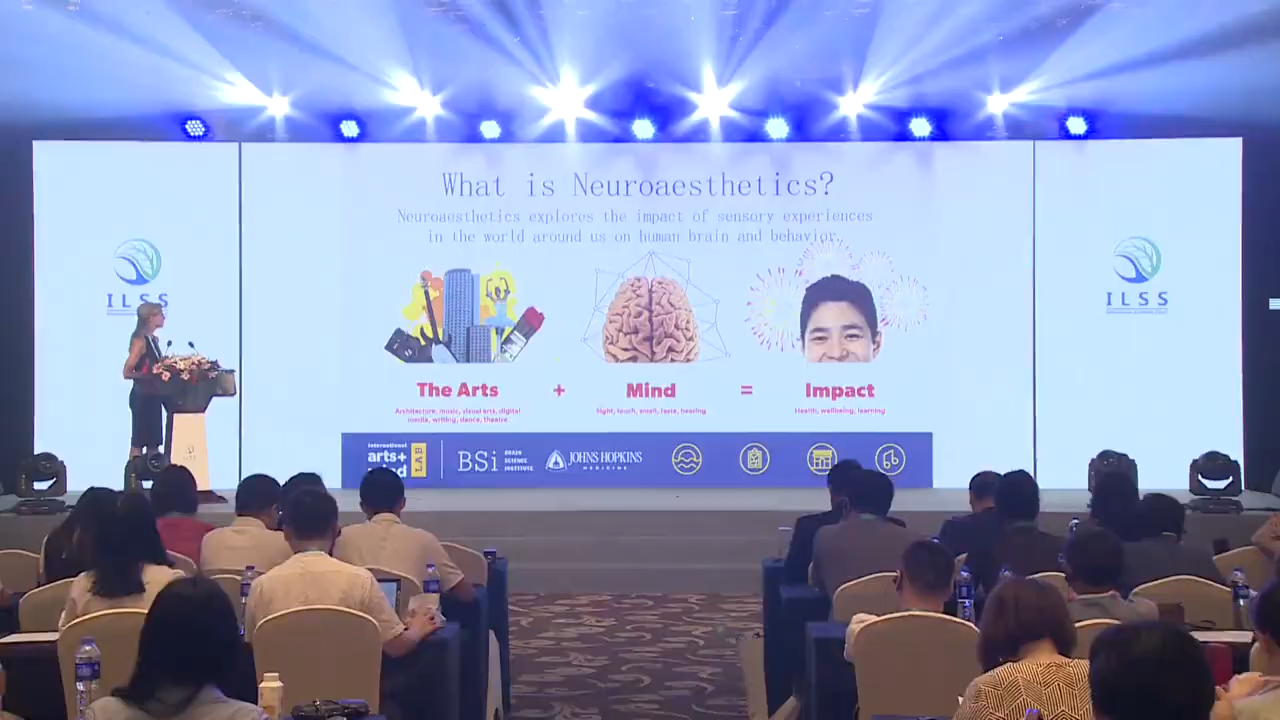 What is Neuroaesthetics?
Neuroaesthetics explores the impact of sensory experiences
in the world around us on human brain and behavior.
ILSS
ILSS
The Arts + Mind = Impact
Architecture, music, visual arts, digital
media, writing, dance, theatre
Sight, touch, smell, taste, hearing
Health, wellbeing, learning
international
arts+
mind
LAB
BSi
BRAIN
SCIENCE
INSTITUTE
JOHNS HOPKINS
MEDICINE